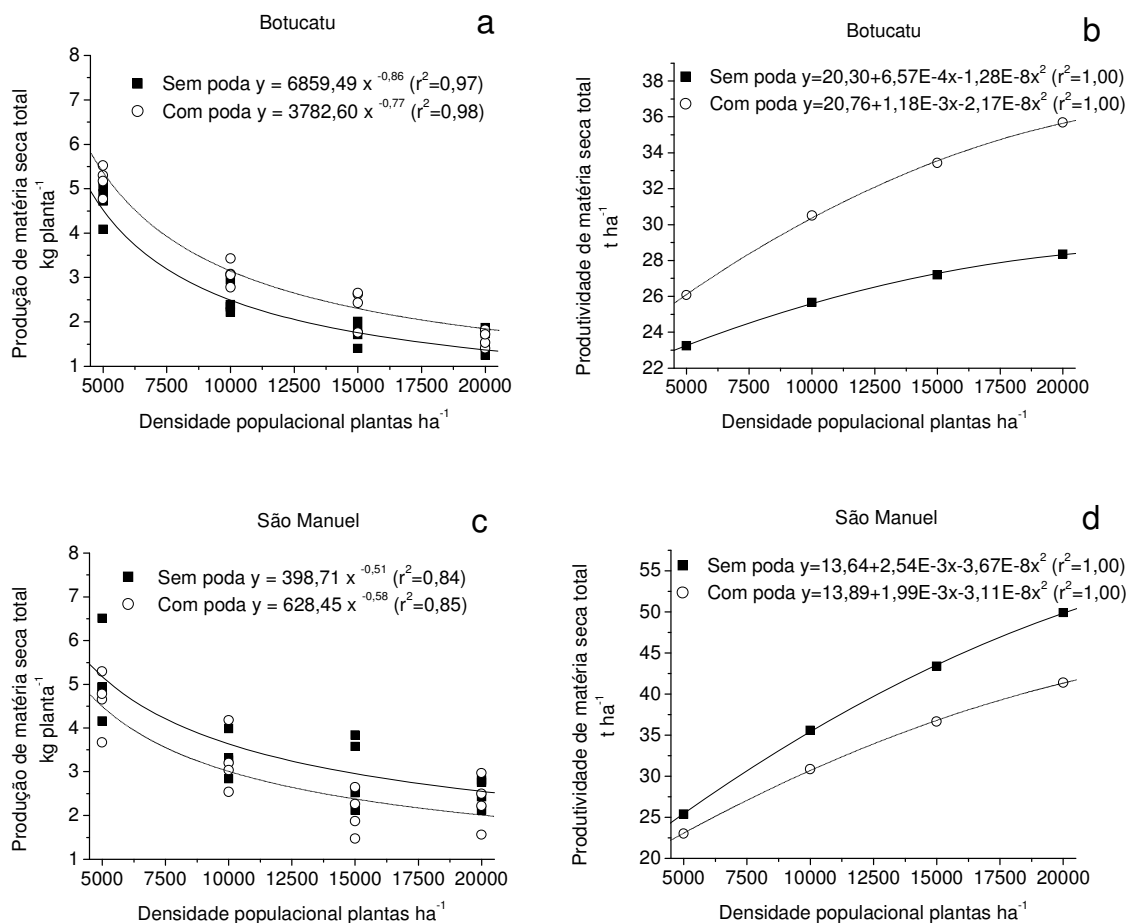 Botucatu
a
Sem poda y = 6859,49 x ^-0,86 (r²=0,97)
Com poda y = 3782,60 x ^-0,77 (r²=0,98)
Produção de matéria seca total
kg planta⁻¹
8
7
6
5
4
3
2
1
5000 7500 10000 12500 15000 17500 20000
Densidade populacional plantas ha⁻¹
Botucatu
b
Sem poda y=20,30+6,57E-4x-1,28E-8x² (r²=1,00)
Com poda y=20,76+1,18E-3x-2,17E-8x² (r²=1,00)
Produtividade de matéria seca total
t ha⁻¹
38
36
34
32
30
28
26
24
22
5000 7500 10000 12500 15000 17500 20000
Densidade populacional plantas ha⁻¹
São Manuel
c
Sem poda y = 398,71 x ^-0,51 (r²=0,84)
Com poda y = 628,45 x ^-0,58 (r²=0,85)
Produção de matéria seca total
kg planta⁻¹
8
7
6
5
4
3
2
1
5000 7500 10000 12500 15000 17500 20000
Densidade populacional plantas ha⁻¹
São Manuel
d
Sem poda y=13,64+2,54E-3x-3,67E-8x² (r²=1,00)
Com poda y=13,89+1,99E-3x-3,11E-8x² (r²=1,00)
Produtividade de matéria seca total
t ha⁻¹
55
50
45
40
35
30
25
20
5000 7500 10000 12500 15000 17500 20000
Densidade populacional plantas ha⁻¹